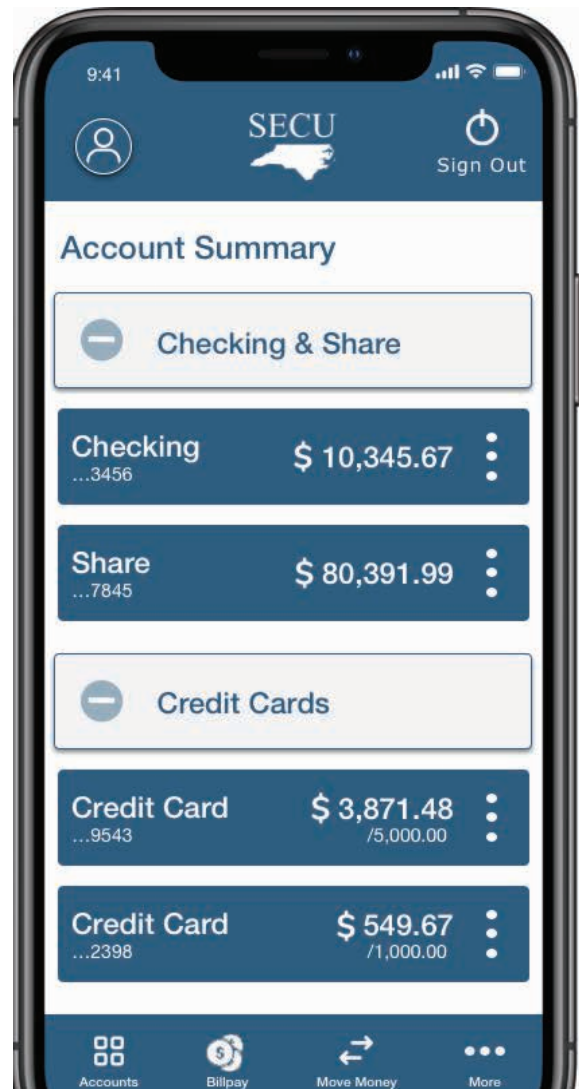 9:41
SECU
Sign Out
Account Summary
Checking & Share
Checking $ 10,345.67
...3456
Share $ 80,391.99
...7845
Credit Cards
Credit Card $ 3,871.48
...9543 /5,000.00
Credit Card $ 549.67
...2398 /1,000.00
Accounts Billpay Move Money More